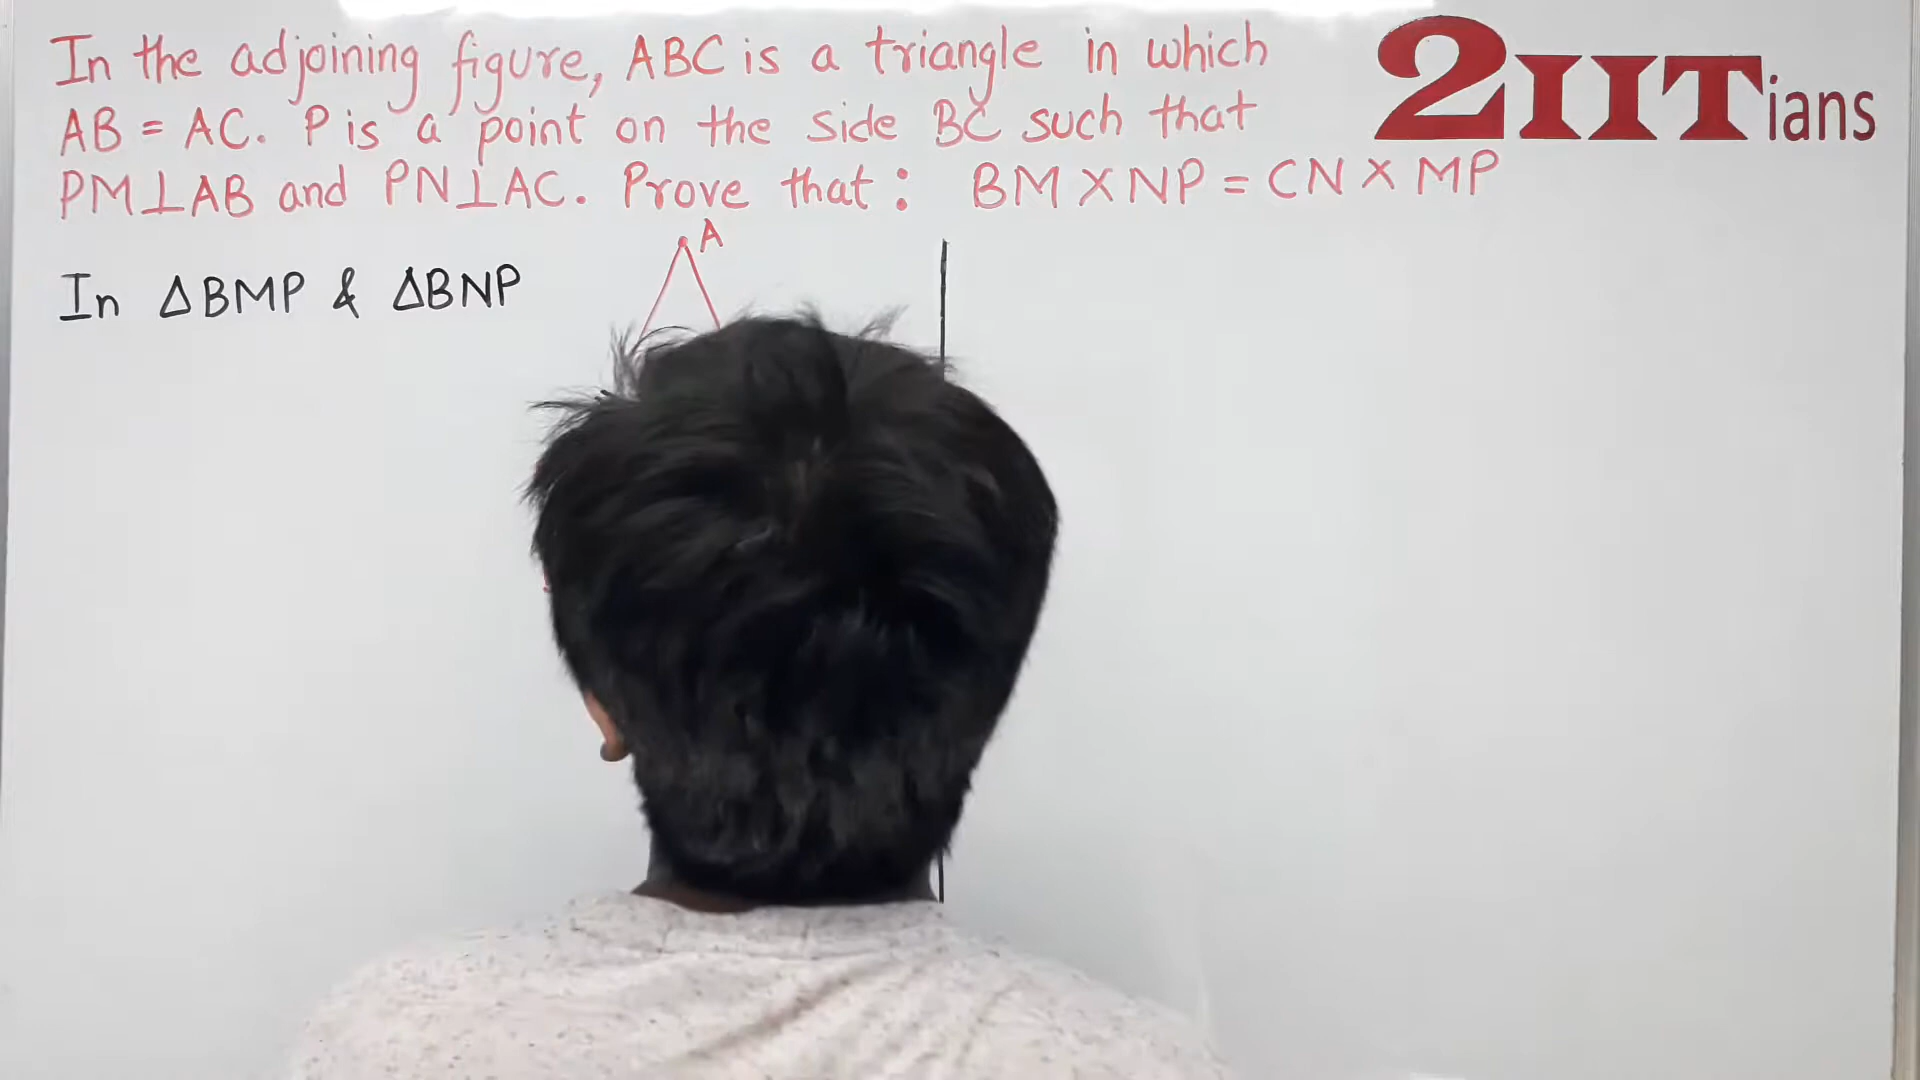 In the adjoining figure, ABC is a triangle in which
AB = AC. P is a point on the side BC such that
PM⊥AB and PN⊥AC. Prove that: BM X NP = CN X MP
2IITians
A
In ΔBMP & ΔBNP